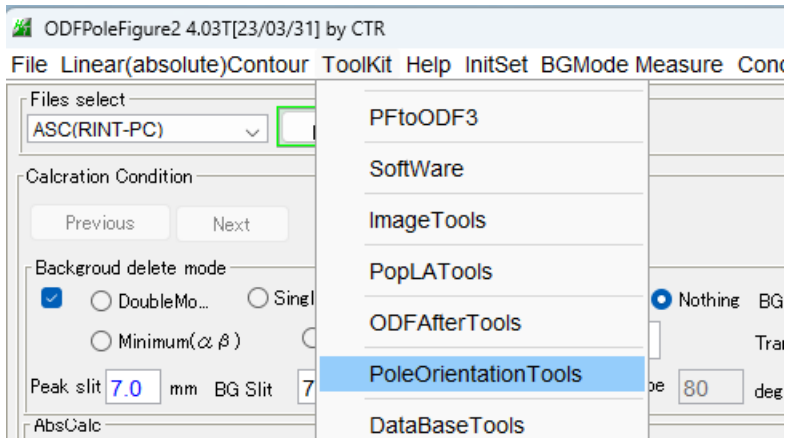 ODFPoleFigure2 4.03T[23/03/31] by CTR
File Linear(absolute)Contour ToolKit Help InitSet BGMode Measure
Files select
ASC(RINT-PC)
PFtoODF3
SoftWare
Calcration Condition
Previous Next
ImageTools
PopLATools
Backgroud delete mode
DoubleMo... Nothing BG
ODFAfterTools
Minimum(αβ)
PoleOrientationTools
Peak slit 7.0 mm BG Slit 7 80 deg
AbsCalc
DataBaseTools